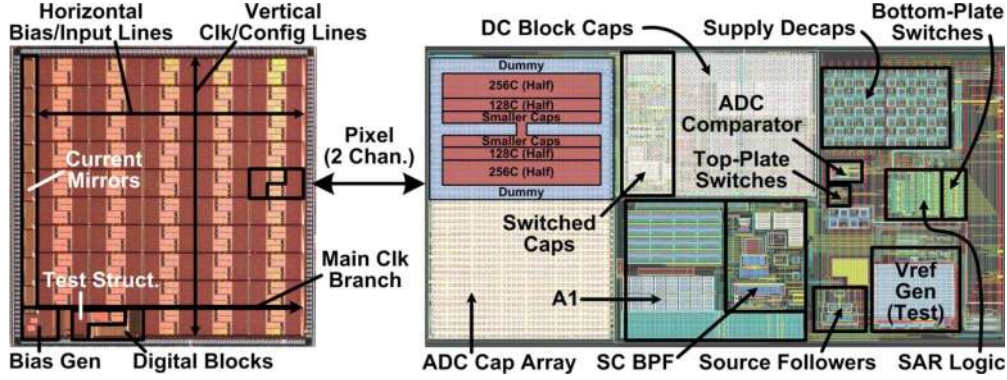 Horizontal
Bias/Input Lines
Vertical
Clk/Config Lines
Current
Mirrors
Test Struct.
Main Clk
Branch
Bias Gen
Digital Blocks
Pixel
(2 Chan.)
DC Block Caps
Supply Decaps
Bottom-Plate
Switches
Dummy
256C (Half)
128C (Half)
Smaller Caps
Smaller Caps
128C (Half)
256C (Half)
Dummy
ADC
Comparator
Top-Plate
Switches
Switched
Caps
A1
Vref
Gen
(Test)
ADC Cap Array
SC BPF
Source Followers
SAR Logic